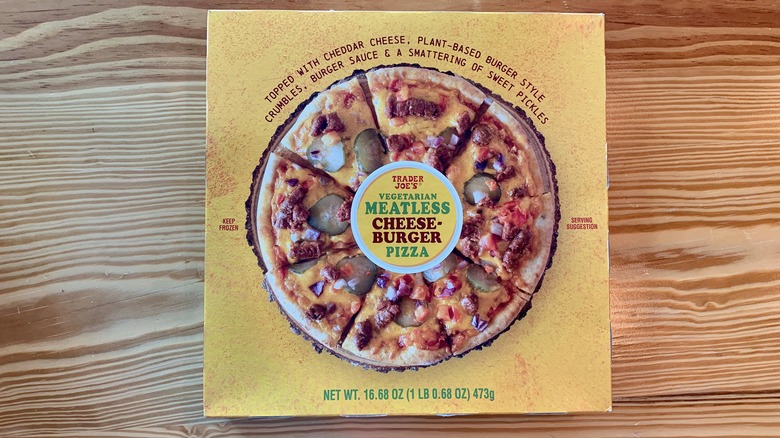 TOPPED WITH CHEDDAR CHEESE, PLANT-BASED BURGER STYLE
CRUMBLES, BURGER SAUCE & A SMATTERING OF SWEET PICKLES
TRADER
JOE'S®
VEGETARIAN
MEATLESS
CHEESE-
BURGER
PIZZA
KEEP
FROZEN
SERVING
SUGGESTION
NET WT. 16.68 OZ (1 LB 0.68 OZ) 473g